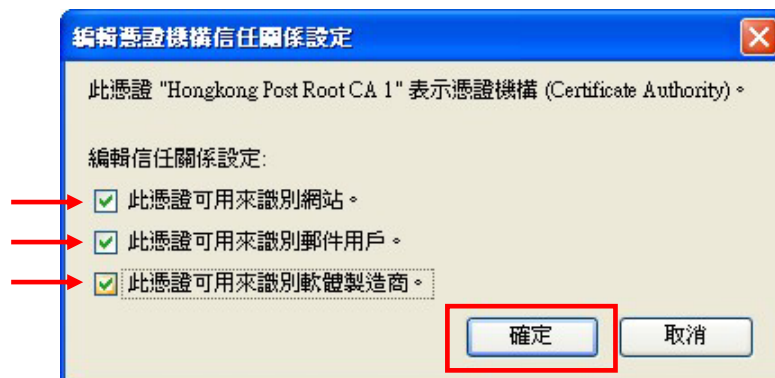 編輯憑證機構信任關係設定
此憑證 "Hongkong Post Root CA 1" 表示憑證機構 (Certificate Authority)。
編輯信任關係設定:
此憑證可用來識別網站。
此憑證可用來識別郵件用戶。
此憑證可用來識別軟體製造商。
確定 取消